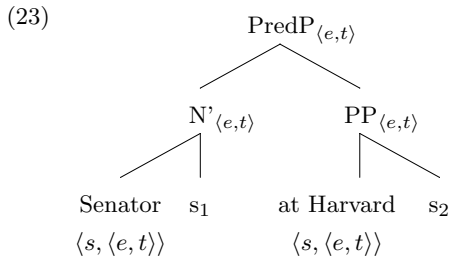 (23)
PredP⟨e,t⟩
N'⟨e,t⟩ PP⟨e,t⟩
Senator s₁ at Harvard s₂
⟨s, ⟨e, t⟩⟩ ⟨s, ⟨e, t⟩⟩